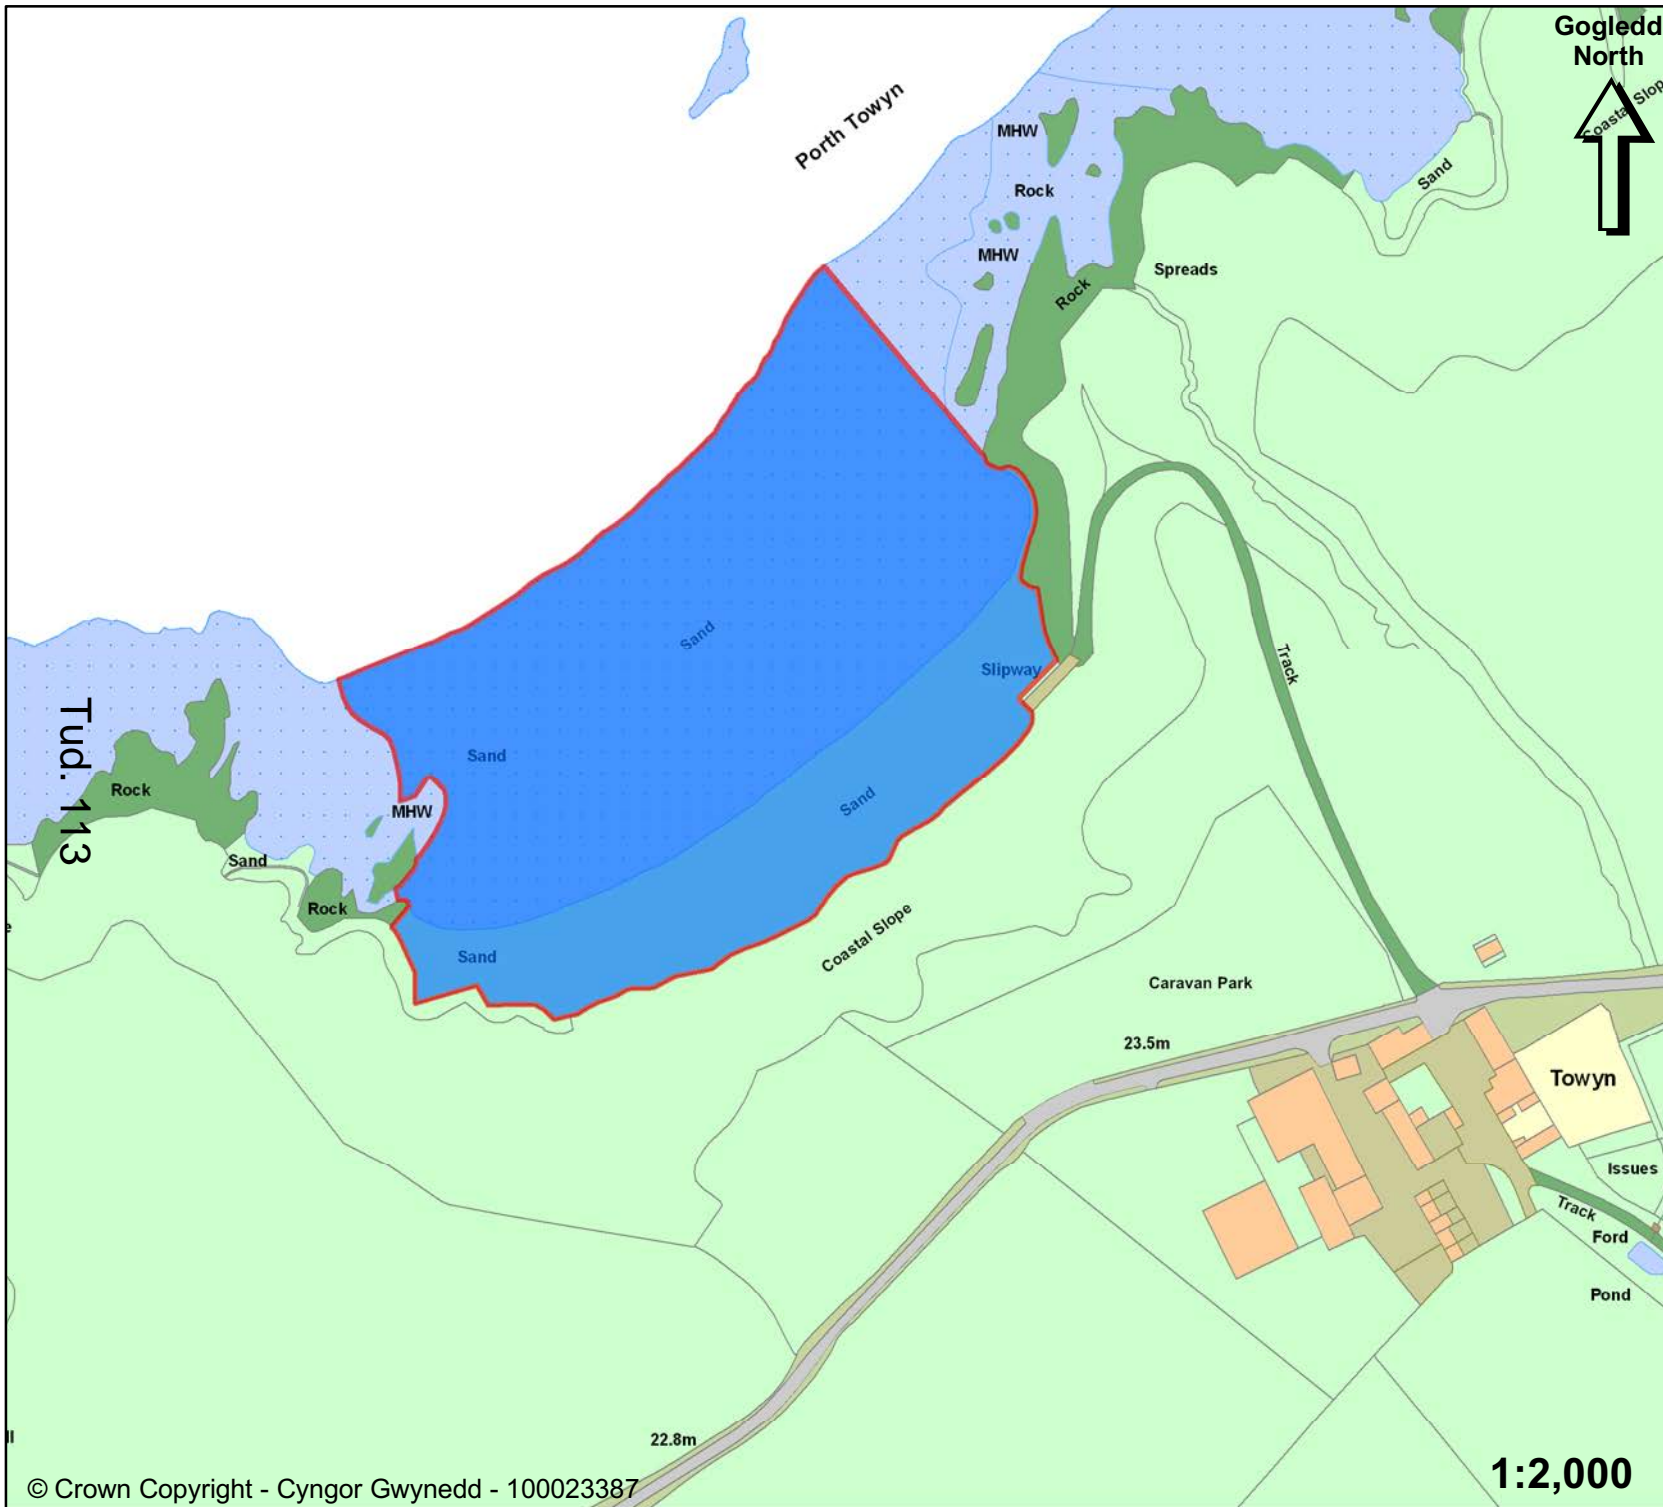 Gogledd
North
Coastal Slop
Porth Towyn
MHW
Rock
Sand
MHW
Spreads
Rock
Sand
Track
Slipway
Tud. 113
Sand
Rock
MHW
Sand
Sand
Rock
Coastal Slope
Sand
Caravan Park
23.5m
Towyn
Issues
Track
Ford
Pond
22.8m
1:2,000
© Crown Copyright - Cyngor Gwynedd - 100023387